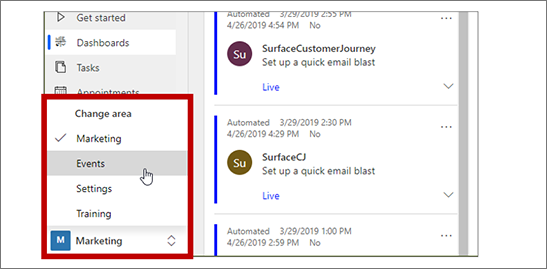 Get started
Dashboards
Tasks
Appointments
Change area
Marketing
Events
Settings
Training
M Marketing
Automated 3/29/2019 2:55 PM
4/26/2019 4:54 PM No
Su SurfaceCustomerJourney
Set up a quick email blast
Live
Automated 3/29/2019 2:30 PM
4/26/2019 4:29 PM No
Su SurfaceCJ
Set up a quick email blast
Live
Automated 3/29/2019 1:00 PM
4/26/2019 2:59 PM No